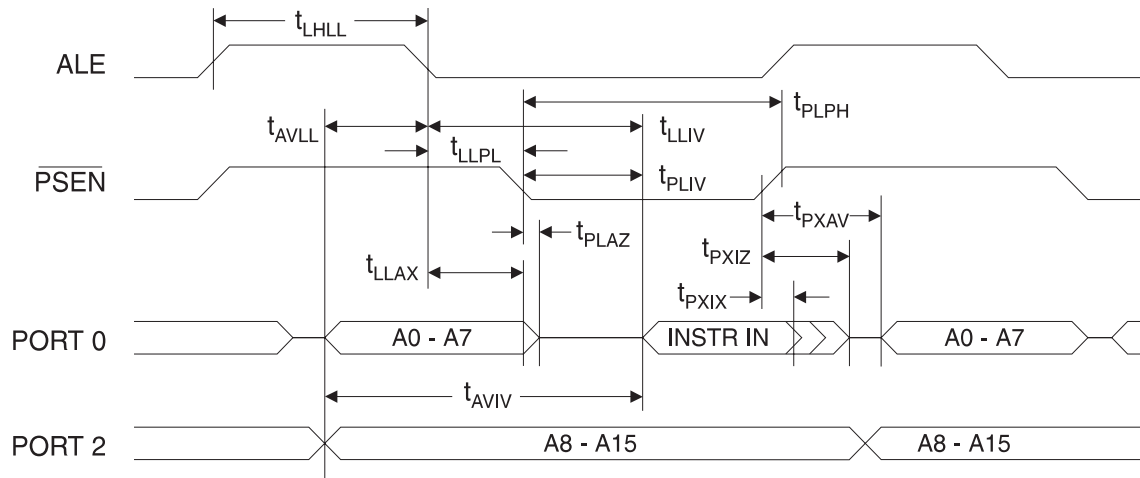 tLHLL
ALE
tPLPH
tAVLL
tLLIV
tLLPL
PSEN
tPLIV
tPXAV
tPLAZ
tPXIZ
tLLAX
tPXIX
PORT 0
A0 - A7
INSTR IN
A0 - A7
tAVIV
PORT 2
A8 - A15
A8 - A15